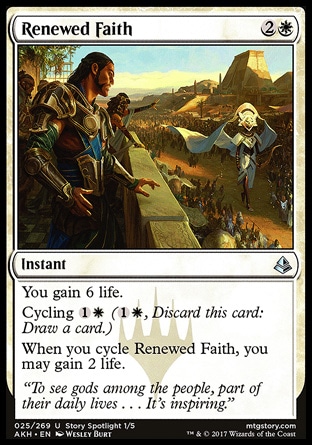 Renewed Faith 2
Instant
You gain 6 life.
Cycling 1 ( 1 , Discard this card:
Draw a card.)
When you cycle Renewed Faith, you
may gain 2 life.
“To see gods among the people, part of
their daily lives . . . It’s inspiring.”
025/269 U Story Spotlight 1/5 mtgstory.com
AKH • EN Wesley Burt ™ & © 2017 Wizards of the Coast